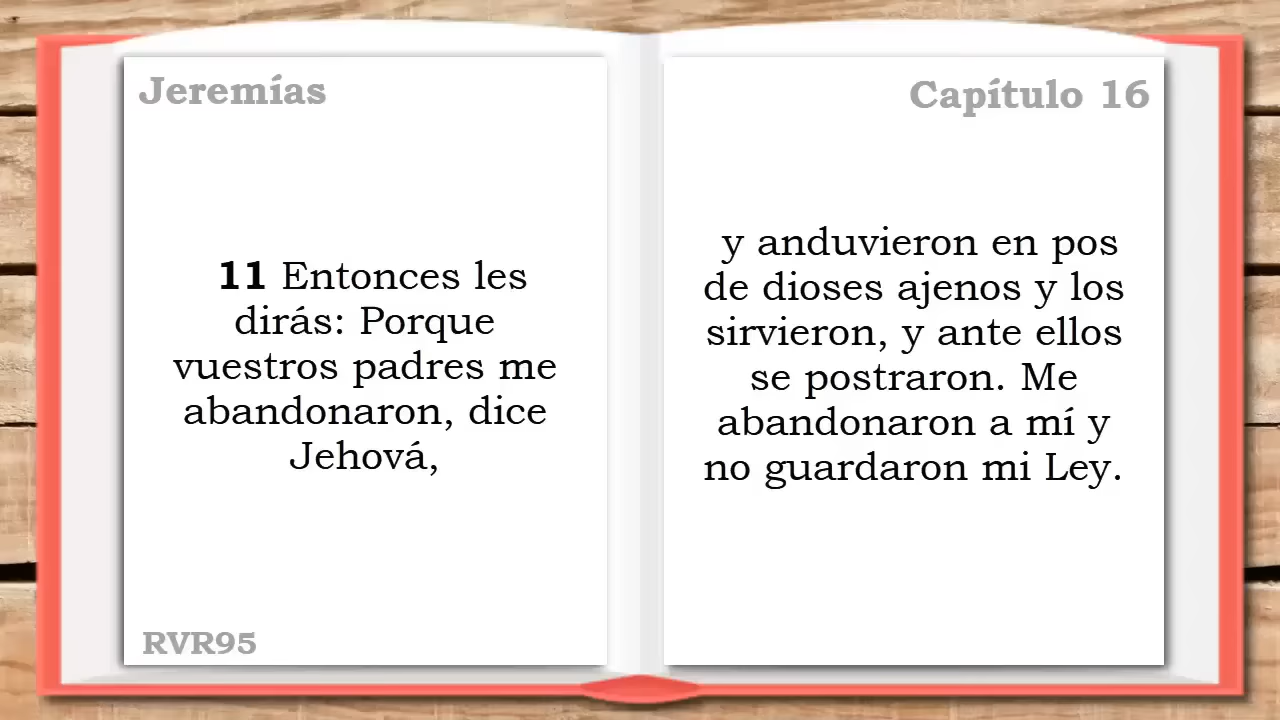 Jeremías
11 Entonces les
dirás: Porque
vuestros padres me
abandonaron, dice
Jehová,
RVR95
Capítulo 16
y anduvieron en pos
de dioses ajenos y los
sirvieron, y ante ellos
se postraron. Me
abandonaron a mí y
no guardaron mi Ley.